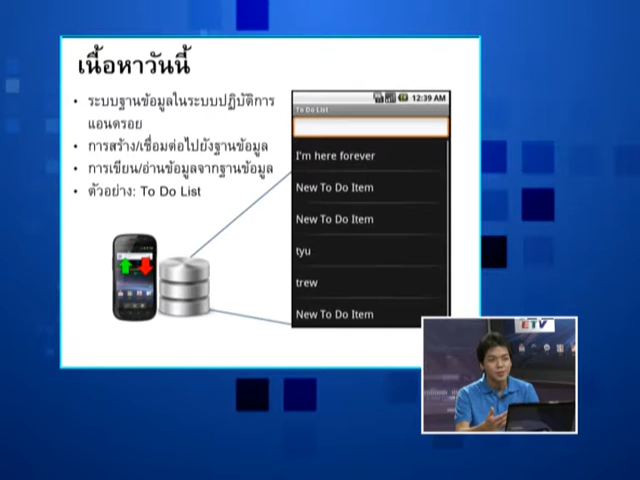 เนื้อหาวันนี้
• ระบบฐานข้อมูลในระบบปฏิบัติการ
แอนดรอย
• การสร้าง/เชื่อมต่อไปยังฐานข้อมูล
• การเขียน/อ่านข้อมูลจากฐานข้อมูล
• ตัวอย่าง: To Do List
12:39 AM
To Do List
I'm here forever
New To Do Item
New To Do Item
tyu
trew
New To Do Item
ETV